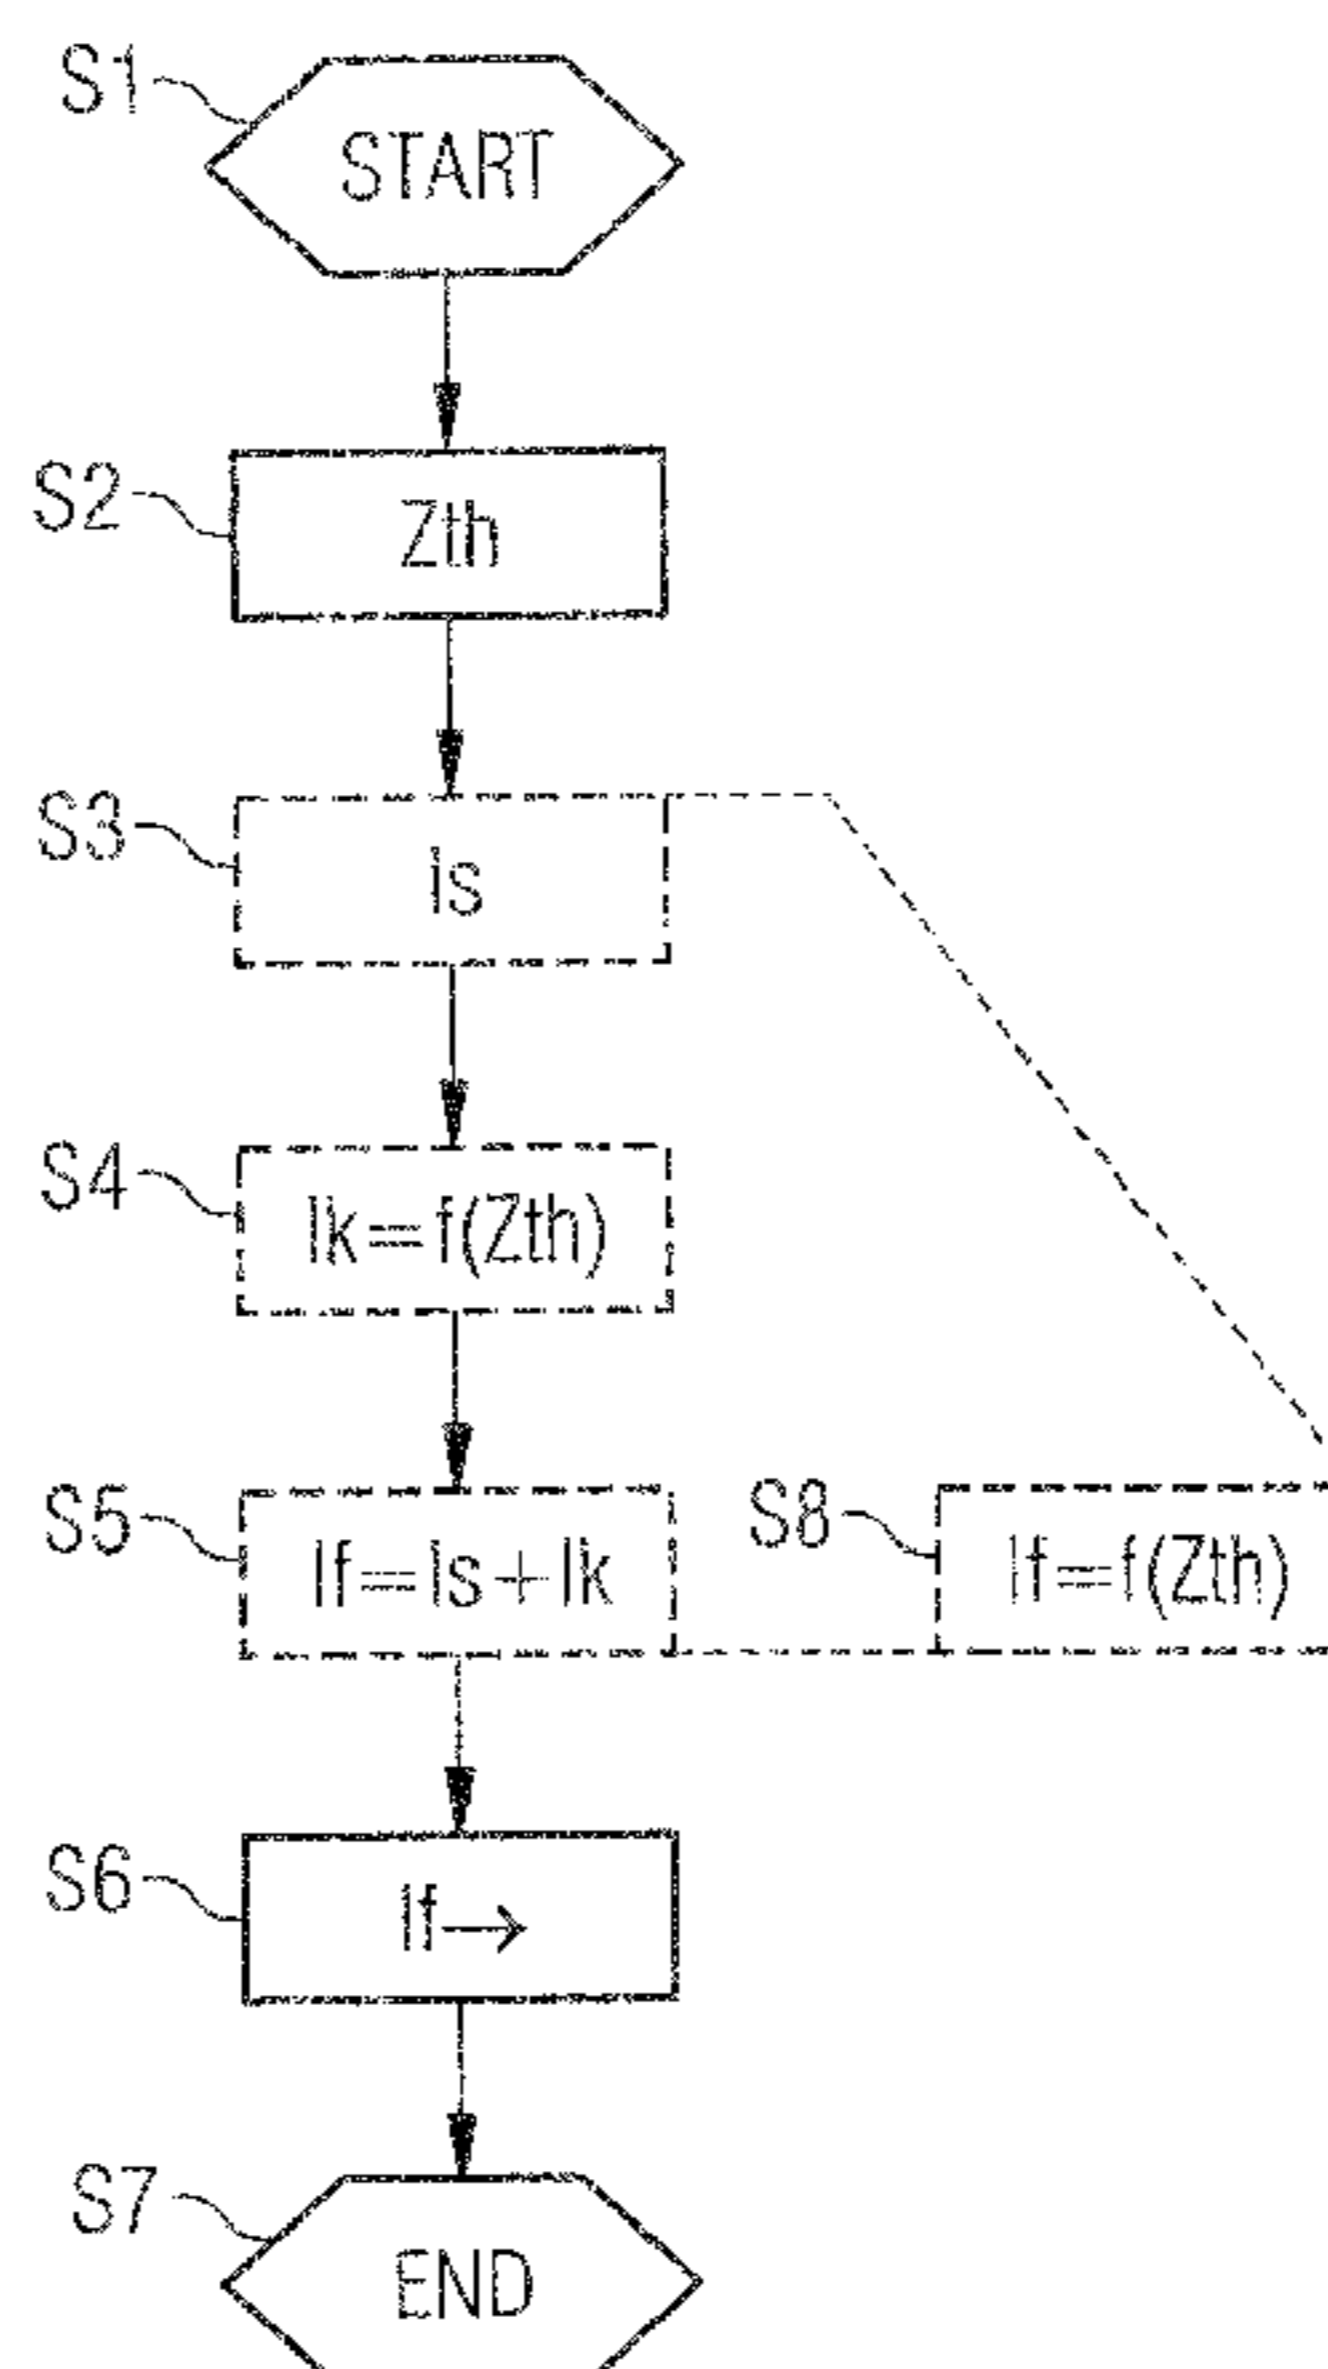 S1
START
S2
Zth
S3
Is
S4
Ik=f(Zth)
S5
If=Is+Ik
S8
If=f(Zth)
S6
If→
S7
END